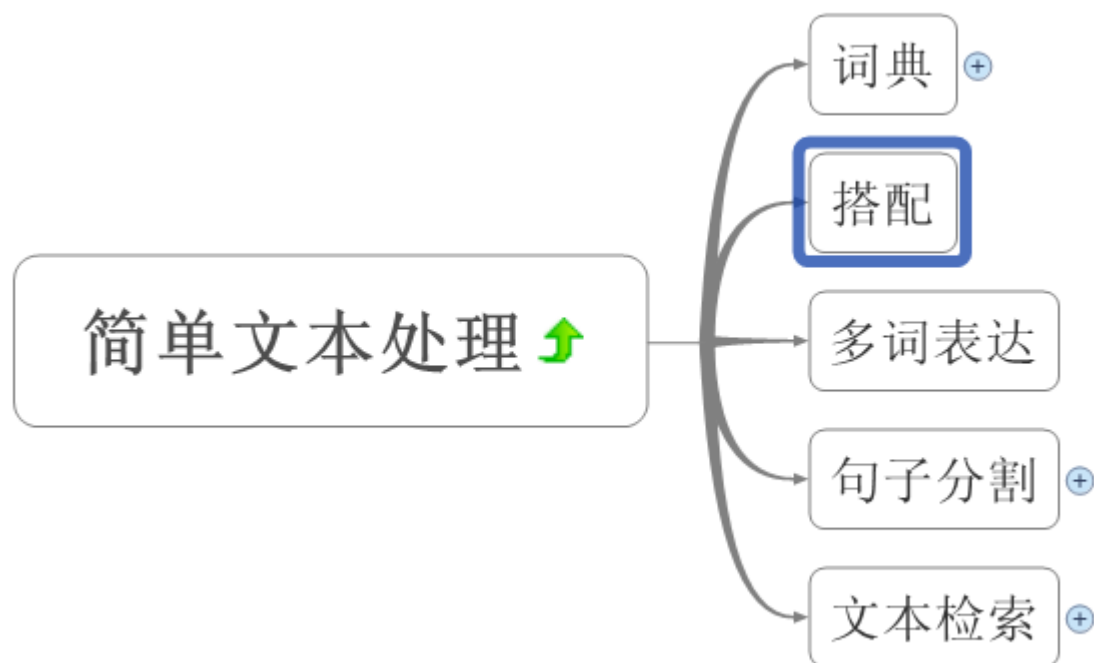 词典
搭配
简单文本处理
多词表达
句子分割
文本检索